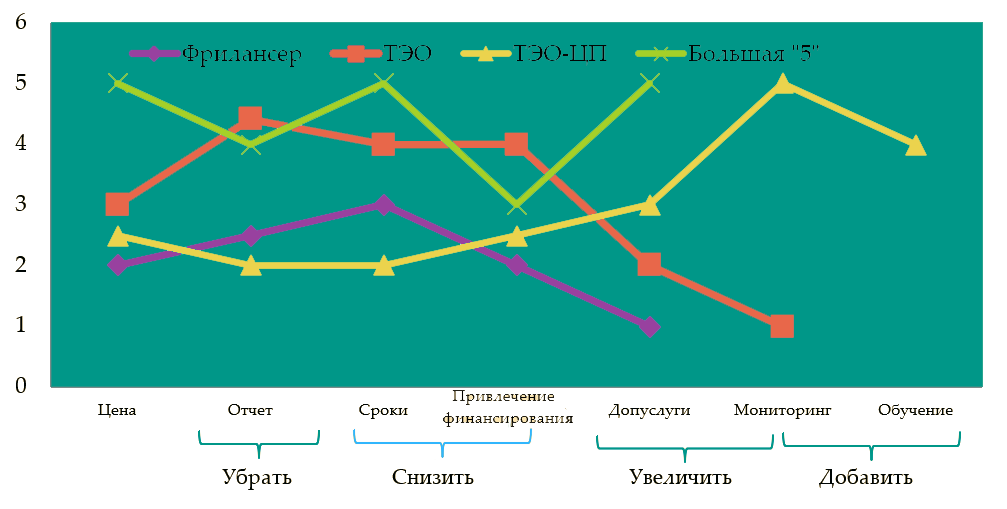 6
Фрилансер ТЭО ТЭО-ЦП Большая "5"
5
4
3
2
1
0
Цена Отчет Сроки Привлечение финансирования Допуслуги Мониторинг Обучение
Убрать Снизить Увеличить Добавить